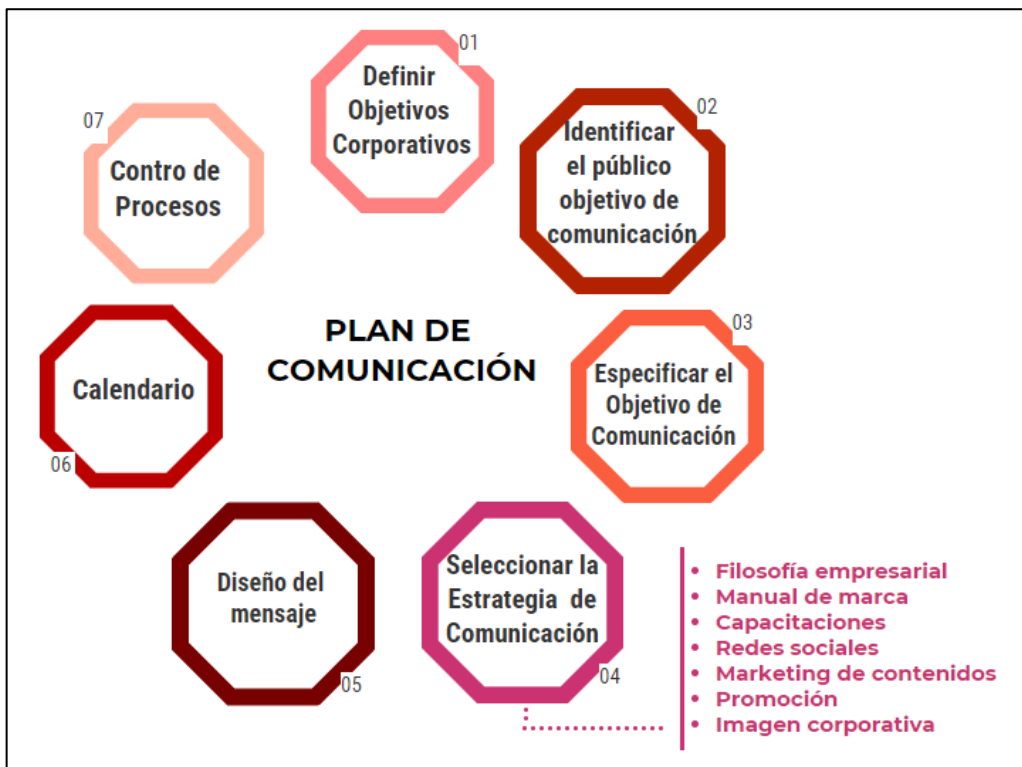 01
Definir
Objetivos
Corporativos
02
Identificar
el público
objetivo de
comunicación
03
Especificar el
Objetivo de
Comunicación
04
Seleccionar la
Estrategia de
Comunicación
• Filosofía empresarial
• Manual de marca
• Capacitaciones
• Redes sociales
• Marketing de contenidos
• Promoción
• Imagen corporativa
05
Diseño del
mensaje
06
Calendario
07
Contro de
Procesos
PLAN DE
COMUNICACIÓN